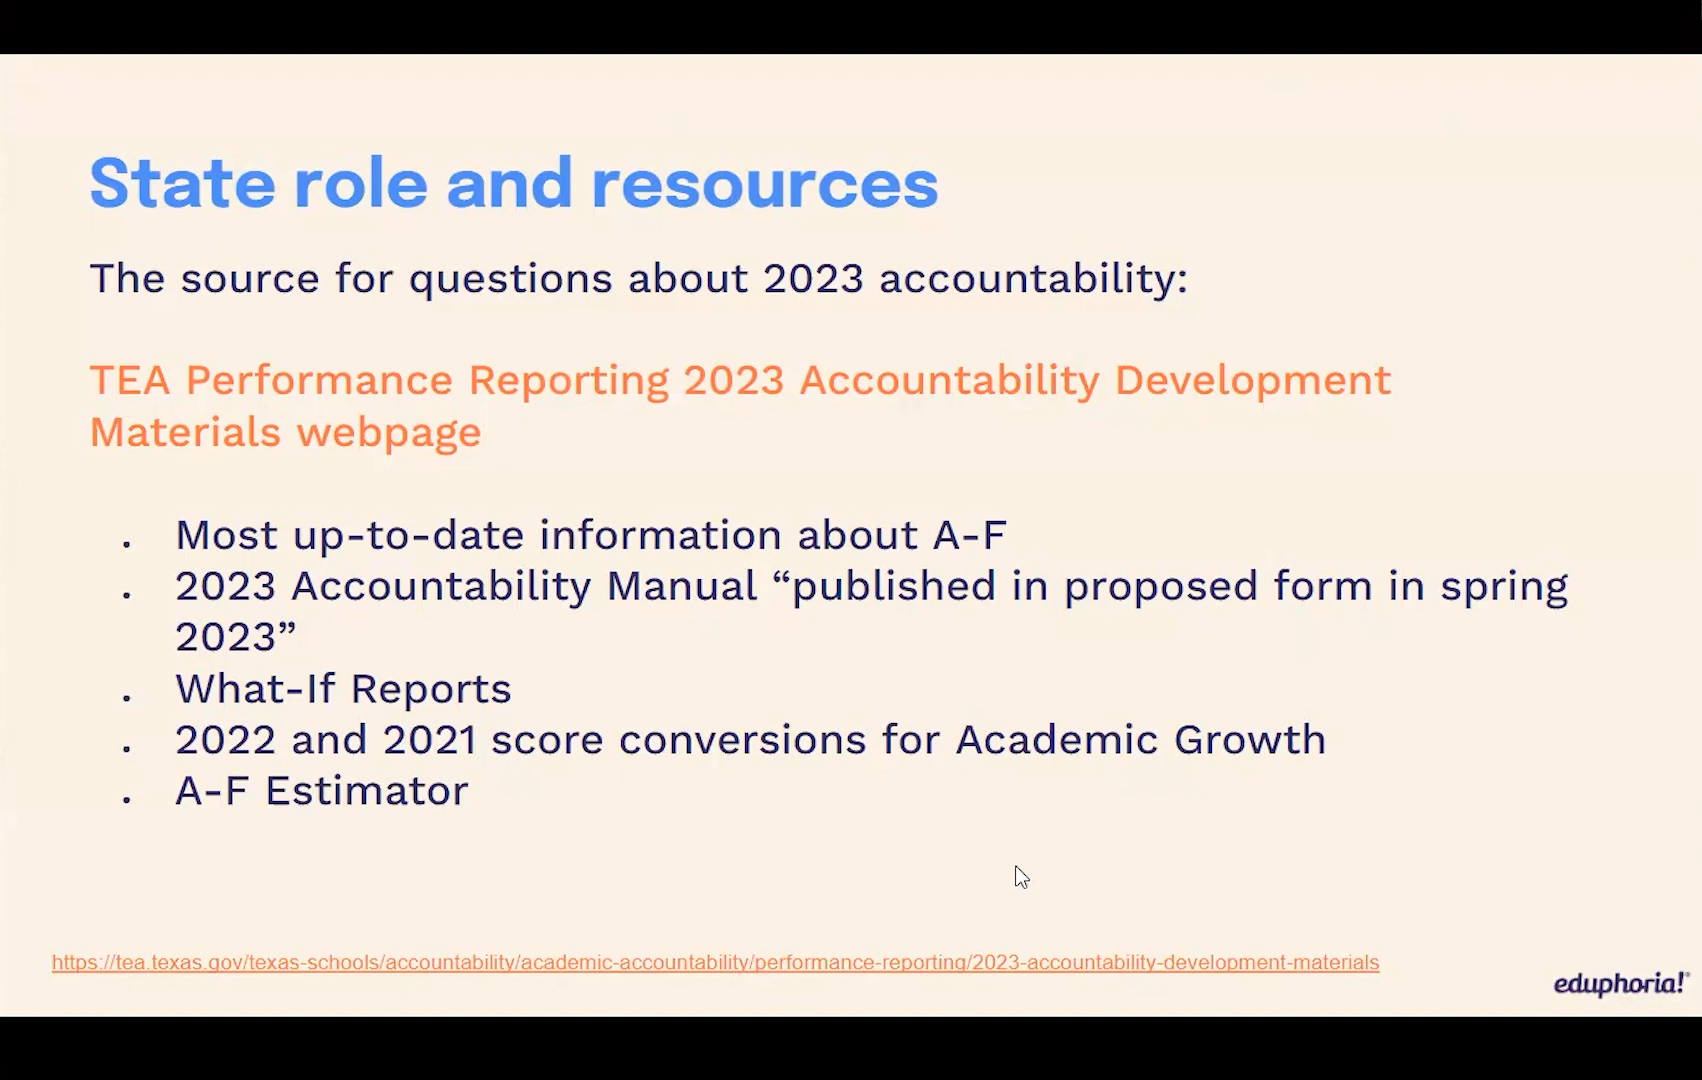 State role and resources
The source for questions about 2023 accountability:
TEA Performance Reporting 2023 Accountability Development
Materials webpage
. Most up-to-date information about A-F
. 2023 Accountability Manual “published in proposed form in spring
2023”
. What-If Reports
. 2022 and 2021 score conversions for Academic Growth
. A-F Estimator
https://tea.texas.gov/texas-schools/accountability/academic-accountability/performance-reporting/2023-accountability-development-materials
eduphoria!®